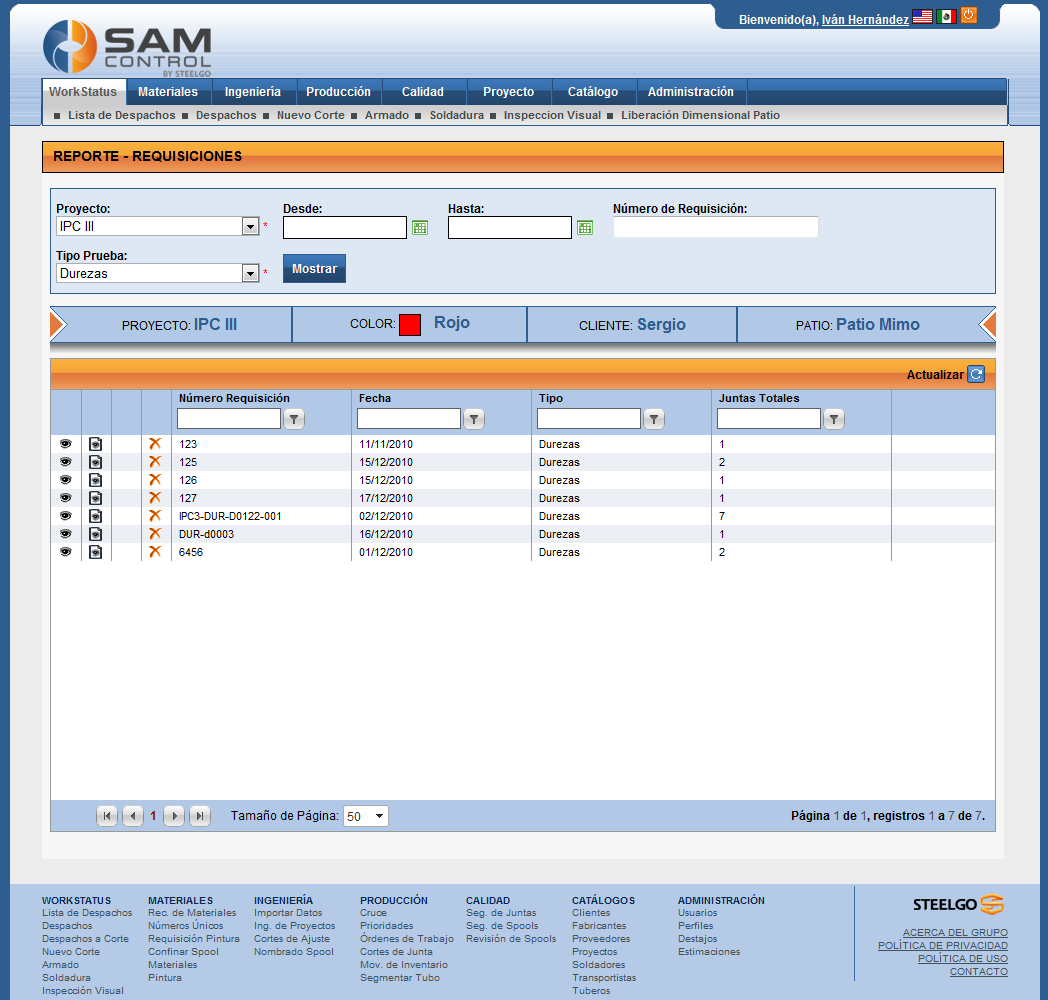 Bienvenido(a), Iván Hernández
SAM
CONTROL
BY STEELGO
WorkStatus Materiales Ingeniería Producción Calidad Proyecto Catálogo Administración
Lista de Despachos Despachos Nuevo Corte Armado Soldadura Inspeccion Visual Liberación Dimensional Patio
REPORTE - REQUISICIONES
Proyecto: Desde: Hasta: Número de Requisición:
IPC III *
Tipo Prueba:
Durezas * Mostrar
PROYECTO: IPC III COLOR: Rojo CLIENTE: Sergio PATIO: Patio Mimo
Actualizar
Número Requisición Fecha Tipo Juntas Totales
123 11/11/2010 Durezas 1
125 15/12/2010 Durezas 2
126 15/12/2010 Durezas 1
127 17/12/2010 Durezas 1
IPC3-DUR-D0122-001 02/12/2010 Durezas 7
DUR-d0003 16/12/2010 Durezas 1
6456 01/12/2010 Durezas 2
1 Tamaño de Página: 50 Página 1 de 1, registros 1 a 7 de 7.
WORKSTATUS
Lista de Despachos
Despachos
Despachos a Corte
Nuevo Corte
Armado
Soldadura
Inspección Visual
MATERIALES
Rec. de Materiales
Números Únicos
Requisición Pintura
Confinar Spool
Materiales
Pintura
INGENIERÍA
Importar Datos
Ing. de Proyectos
Cortes de Ajuste
Nombrado Spool
PRODUCCIÓN
Cruce
Prioridades
Órdenes de Trabajo
Cortes de Junta
Mov. de Inventario
Segmentar Tubo
CALIDAD
Seg. de Juntas
Seg. de Spools
Revisión de Spools
CATÁLOGOS
Clientes
Fabricantes
Proveedores
Proyectos
Soldadores
Transportistas
Tuberos
ADMINISTRACIÓN
Usuarios
Perfiles
Destajos
Estimaciones
STEELGO
ACERCA DEL GRUPO
POLÍTICA DE PRIVACIDAD
POLÍTICA DE USO
CONTACTO